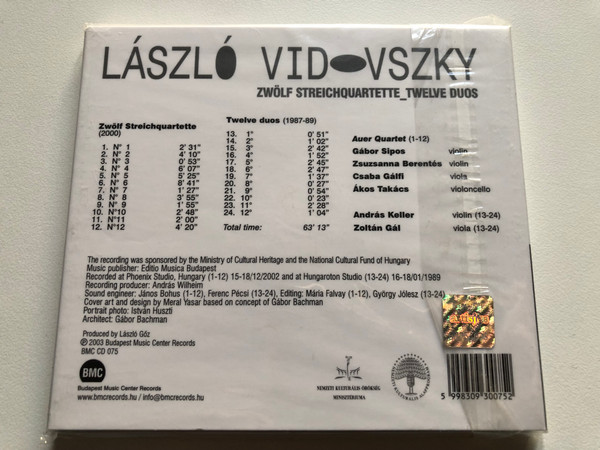 LÁSZLÓ VIDOVSZKY
ZWÖLF STREICHQUARTETTE_TWELVE DUOS
Zwölf Streichquartette
(2000)
1. N° 1 2' 31"
2. N° 2 4' 10"
3. N° 3 0' 53"
4. N° 4 6' 07"
5. N° 5 5' 25"
6. N° 6 8' 41"
7. N° 7 1' 27"
8. N° 8 3' 55"
9. N° 9 1' 55"
10. N°10 2' 48"
11. N°11 2' 00"
12. N°12 4' 20"
Twelve duos (1987-89)
13. 1° 0' 51"
14. 2° 1' 02"
15. 3° 2' 42"
16. 4° 1' 52"
17. 5° 2' 45"
18. 6° 2' 47"
19. 7° 1' 37"
20. 8° 0' 27"
21. 9° 0' 54"
22. 10° 0' 23"
23. 11° 2' 28"
24. 12° 1' 04"
Total time: 63' 13"
Auer Quartet (1-12)
Gábor Sipos violin
Zsuzsanna Berentés violin
Csaba Gálfi viola
Ákos Takács violoncello
András Keller violin (13-24)
Zoltán Gál viola (13-24)
The recording was sponsored by the Ministry of Cultural Heritage and the National Cultural Fund of Hungary
Music publisher: Editio Musica Budapest
Recorded at Phoenix Studio, Hungary (1-12) 15-18/12/2002 and at Hungaroton Studio (13-24) 16-18/01/1989
Recording producer: András Wilheim
Sound engineer: János Bohus (1-12), Ferenc Pécsi (13-24), Editing: Mária Falvay (1-12), György Jólesz (13-24)
Cover art and design by Meral Yasar based on concept of Gábor Bachman
Portrait photo: István Huszti
Architect: Gábor Bachman
Produced by László Gőz
℗ 2003 Budapest Music Center Records
BMC CD 075
BMC
Budapest Music Center Records
www.bmcrecords.hu / info@bmcrecords.hu
NEMZETI KULTURÁLIS ÖRÖKSÉG
MINISZTÉRIUMA
5 998309 300752